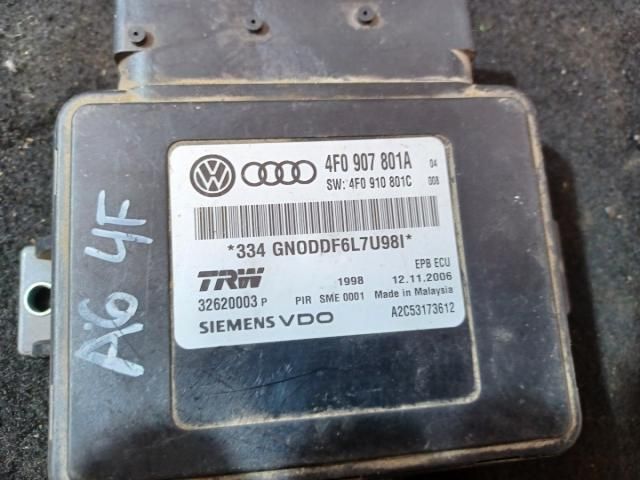 4F0 907 801A 04
SW: 4F0 910 801C 008
*334 GNODDF6L7U98I*
TRW 1998 EPB ECU
12.11.2006
32620003 P PIR SME 0001 Made in Malaysia
SIEMENS VDO A2C53173612
A6 4F